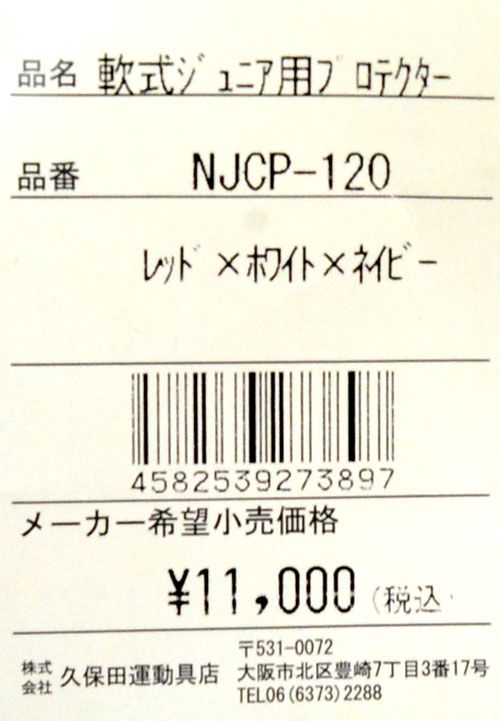 品名 軟式ジュニア用プロテクター
品番 NJCP-120
レッド×ホワイト×ネイビー
4582539273897
メーカー希望小売価格
¥11,000 (税込)
株式会社 久保田運動具店
〒531-0072
大阪市北区豊崎7丁目3番17号
TEL06(6373)2288